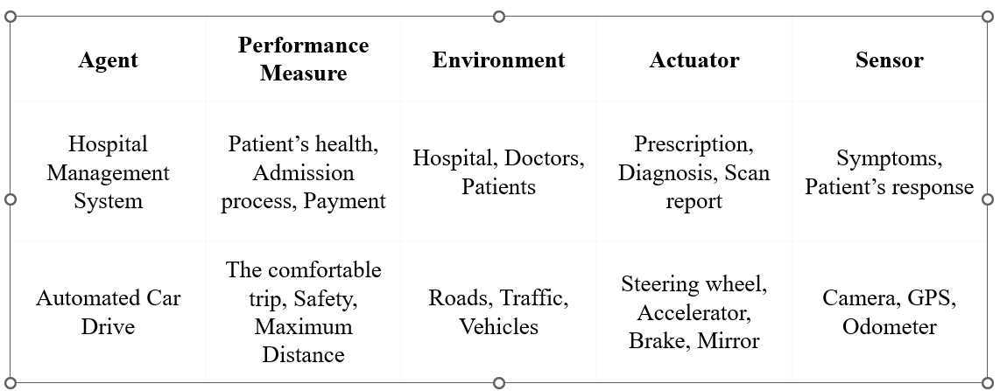 Agent
Performance
Measure
Environment
Actuator
Sensor
Hospital
Management
System
Patient’s health,
Admission
process, Payment
Hospital, Doctors,
Patients
Prescription,
Diagnosis, Scan
report
Symptoms,
Patient’s response
Automated Car
Drive
The comfortable
trip, Safety,
Maximum
Distance
Roads, Traffic,
Vehicles
Steering wheel,
Accelerator,
Brake, Mirror
Camera, GPS,
Odometer